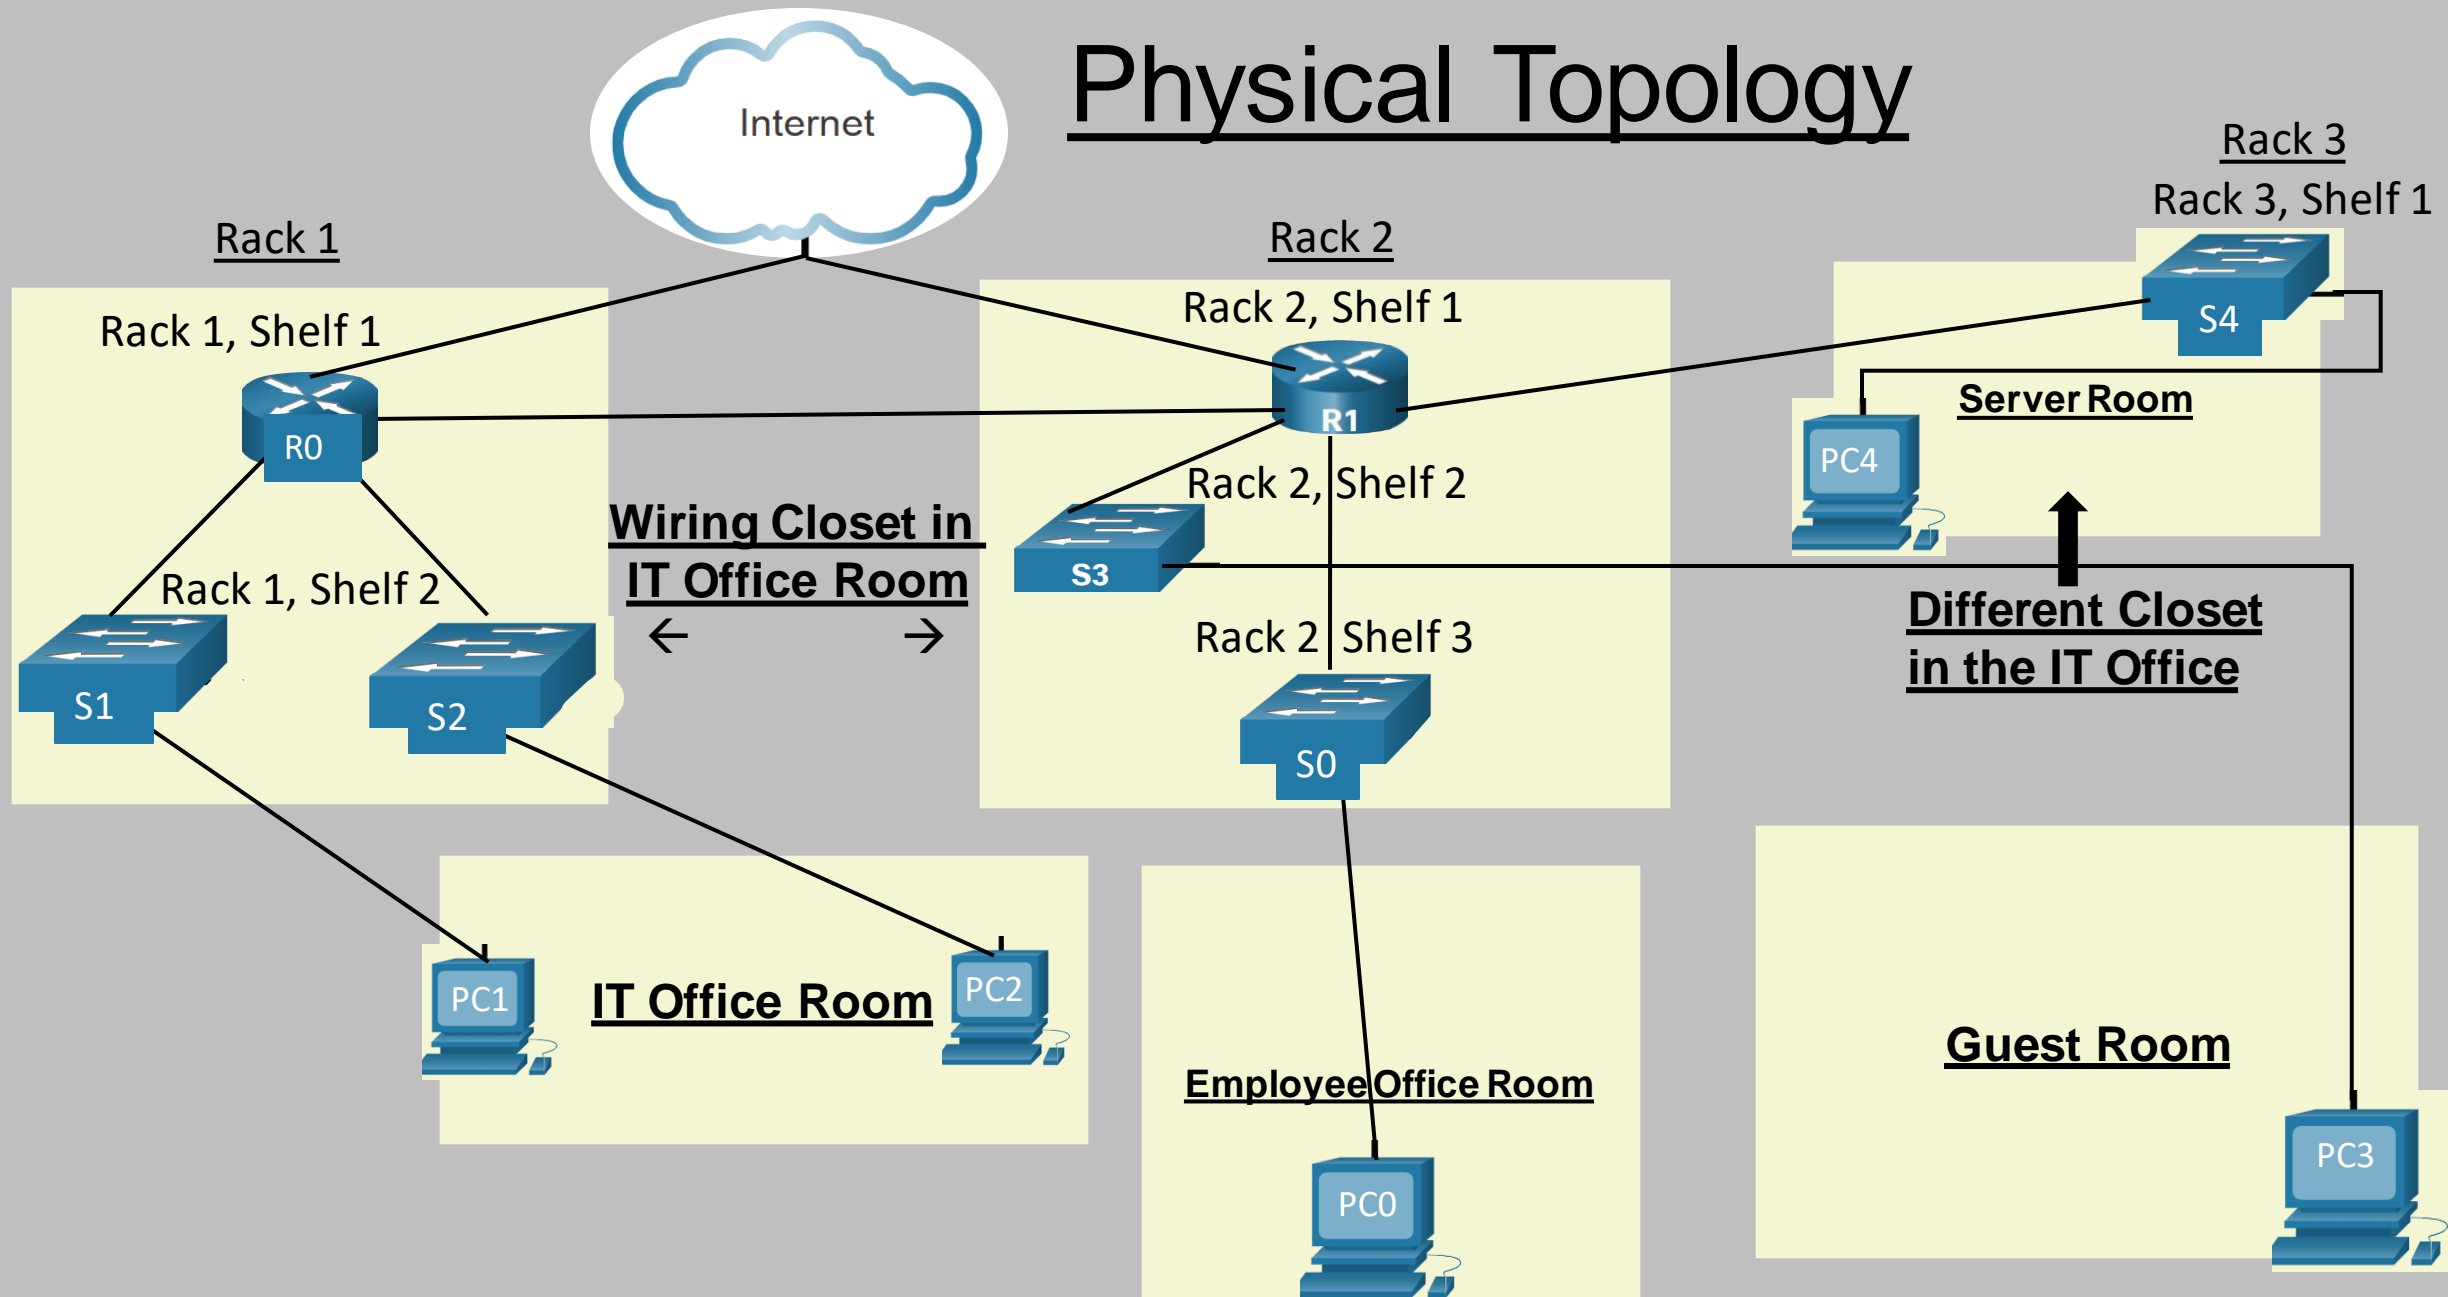 Physical Topology
Internet
Rack 3
Rack 3, Shelf 1
S4
Rack 1
Rack 1, Shelf 1
R0
Rack 1, Shelf 2
S1
S2
Wiring Closet in
IT Office Room
← →
Rack 2
Rack 2, Shelf 1
R1
Rack 2, Shelf 2
S3
Rack 2 Shelf 3
S0
Server Room
PC4
Different Closet
in the IT Office
PC1
IT Office Room
PC2
Employee Office Room
PC0
Guest Room
PC3